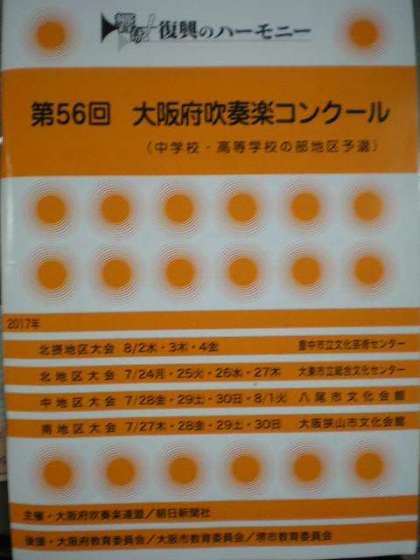 響け！復興のハーモニー
第56回 大阪府吹奏楽コンクール
（中学校・高等学校の部地区予選）
2017年
北摂地区大会 8/2水・3木・4金 豊中市立文化芸術センター
北地区大会 7/24月・25火・26水・27木 大東市立総合文化センター
中地区大会 7/28金・29土・30日・8/1火 八尾市文化会館
南地区大会 7/27木・28金・29土・30日 大阪狭山市文化会館
主催・大阪府吹奏楽連盟／朝日新聞社
後援・大阪府教育委員会／大阪市教育委員会／堺市教育委員会